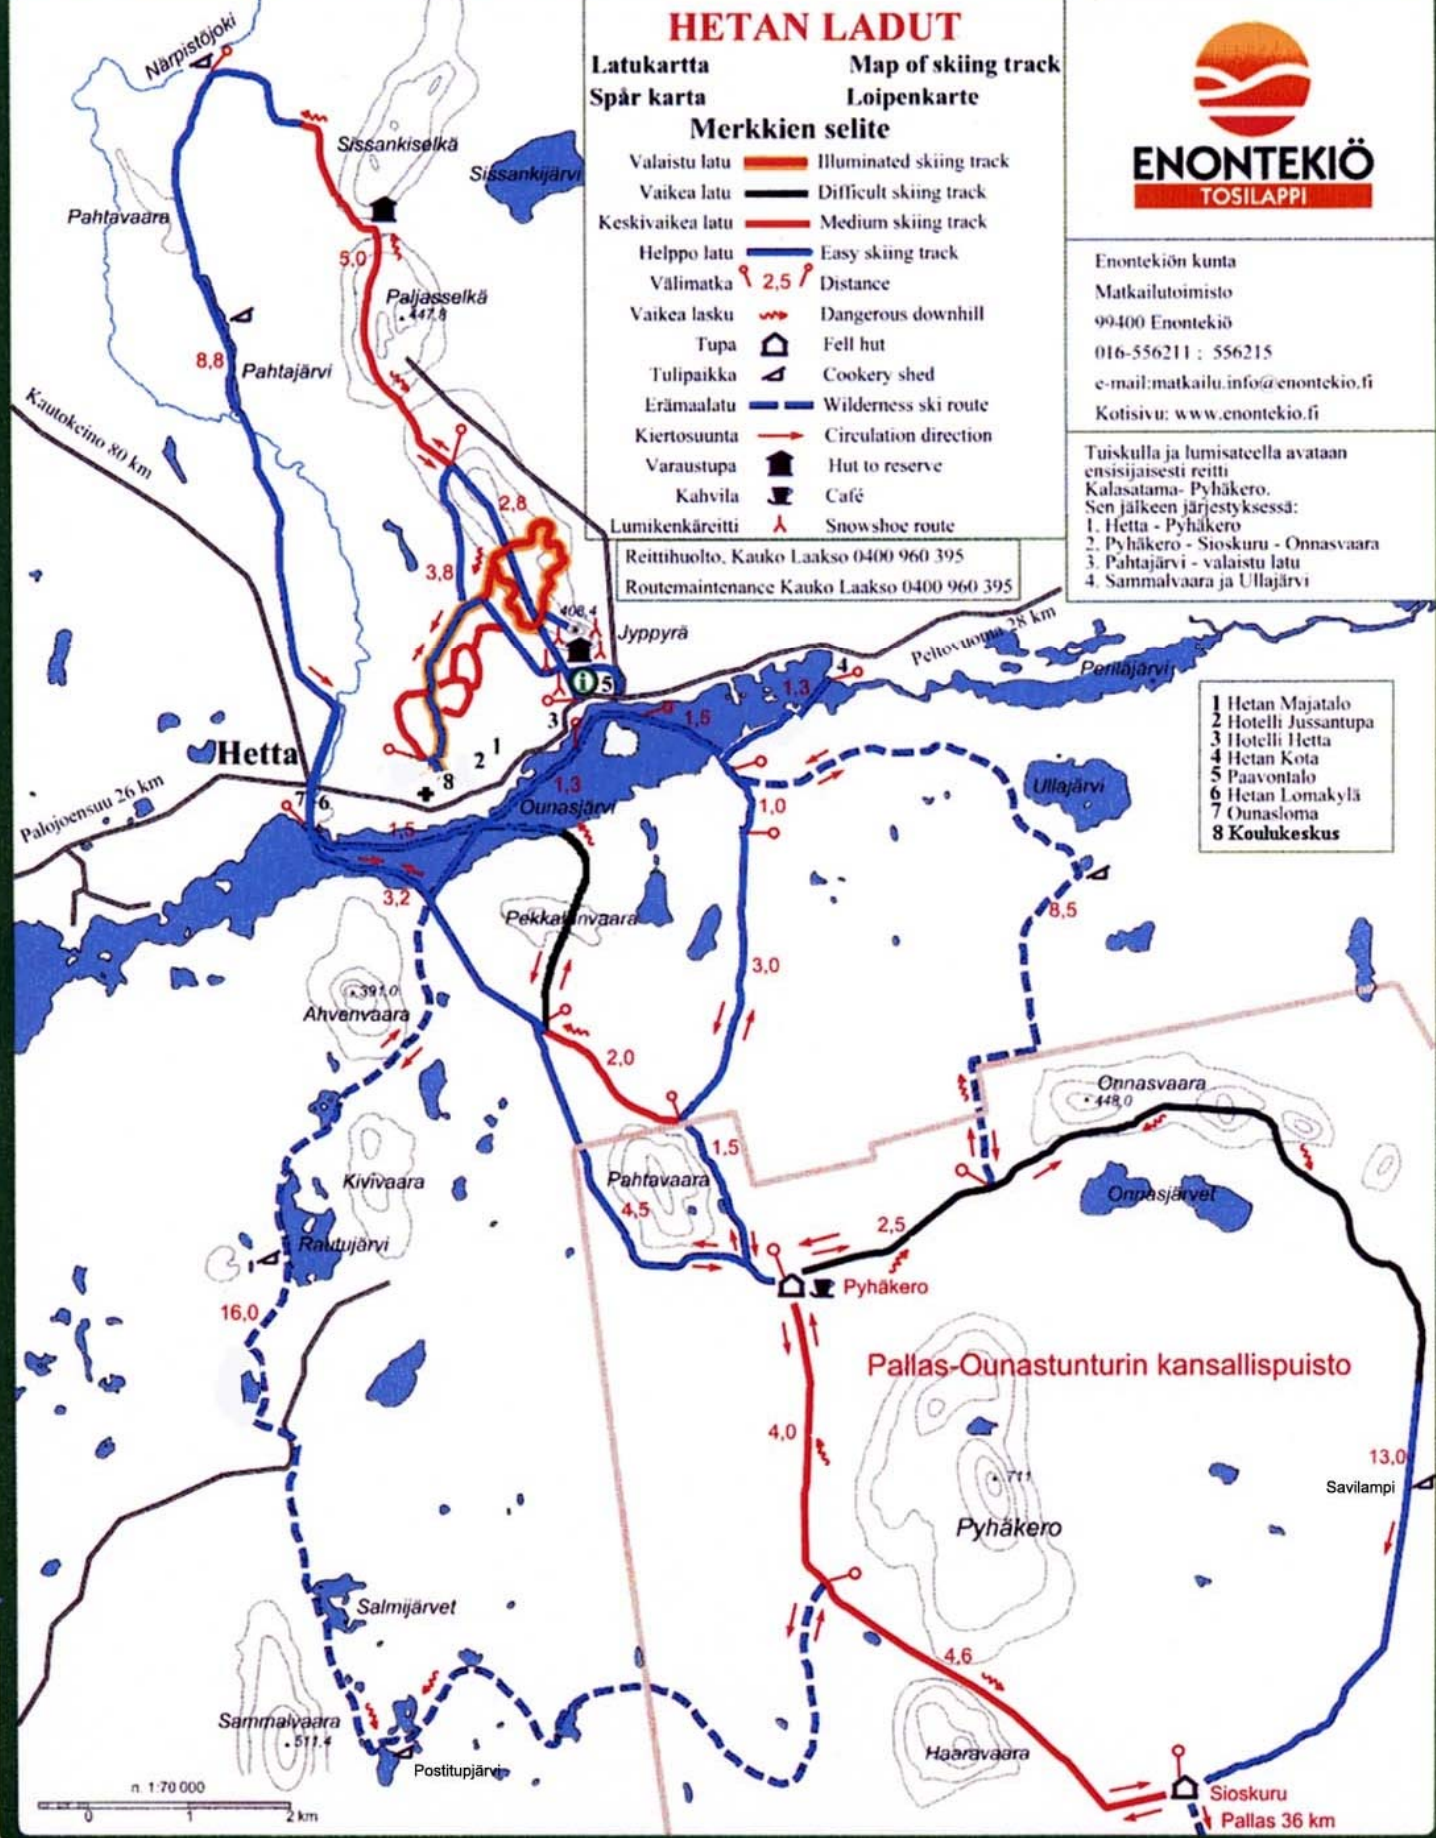 HETAN LADUT
Latukartta Map of skiing track
Spår karta Loipenkarte
Merkkien selite
Valaistu latu Illuminated skiing track
Vaikea latu Difficult skiing track
Keskivaikea latu Medium skiing track
Helppo latu Easy skiing track
Välimatka 2,5 Distance
Vaikea lasku Dangerous downhill
Tupa Fell hut
Tulipaikka Cookery shed
Erämaalatu Wilderness ski route
Kiertosuunta Circulation direction
Varaustupa Hut to reserve
Kahvila Café
Lumikenkäreitti Snowshoe route
Reittihuolto, Kauko Laakso 0400 960 395
Routemaintenance Kauko Laakso 0400 960 395
ENONTEKIÖ
TOSILAPPI
Enontekiön kunta
Matkailutoimisto
99400 Enontekiö
016-556211 ; 556215
e-mail:matkailu.info@enontekio.fi
Kotisivu: www.enontekio.fi
Tuiskulla ja lumisateella avataan
ensisijaisesti reitti
Kalasatama- Pyhäkero.
Sen jälkeen järjestyksessä:
1. Hetta - Pyhäkero
2. Pyhäkero - Sioskuru - Onnasvaara
3. Pahtajärvi - valaistu latu
4. Sammalvaara ja Ullajärvi
1 Hetan Majatalo
2 Hotelli Jussantupa
3 Hotelli Hetta
4 Hetan Kota
5 Paavontalo
6 Hetan Lomakylä
7 Ounasloma
8 Koulukeskus
Närpistöjoki
Sissankiselkä
Sissankijärvi
Pahtavaara
5,0
Paljasselkä
447,8
8,8
Pahtajärvi
Kautokeino 80 km
2,8
3,8
406,4
Jyppyrä
Peltovuoma 28 km
Periläjärvi
i 5
4
1,3
3
1,5
Hetta
1
2
8
Palojoensuu 26 km
7 6
1,3
Ounasjärvi
1,0
Ullajärvi
1,5
3,2
8,5
Pekkalanvaara
3,0
391,0
Ahvenvaara
2,0
Onnasvaara
448,0
1,5
Kivivaara
Pahtavaara
Onnasjärvet
4,5
2,5
Rautujärvi
Pyhäkero
16,0
Pallas-Ounastunturin kansallispuisto
4,0
13,0
711
Savilampi
Pyhäkero
Salmijärvet
4,6
Sammalvaara
511,4
Haaravaara
Postitupjärvi
n. 1:70 000
0 1 2 km
Sioskuru
Pallas 36 km